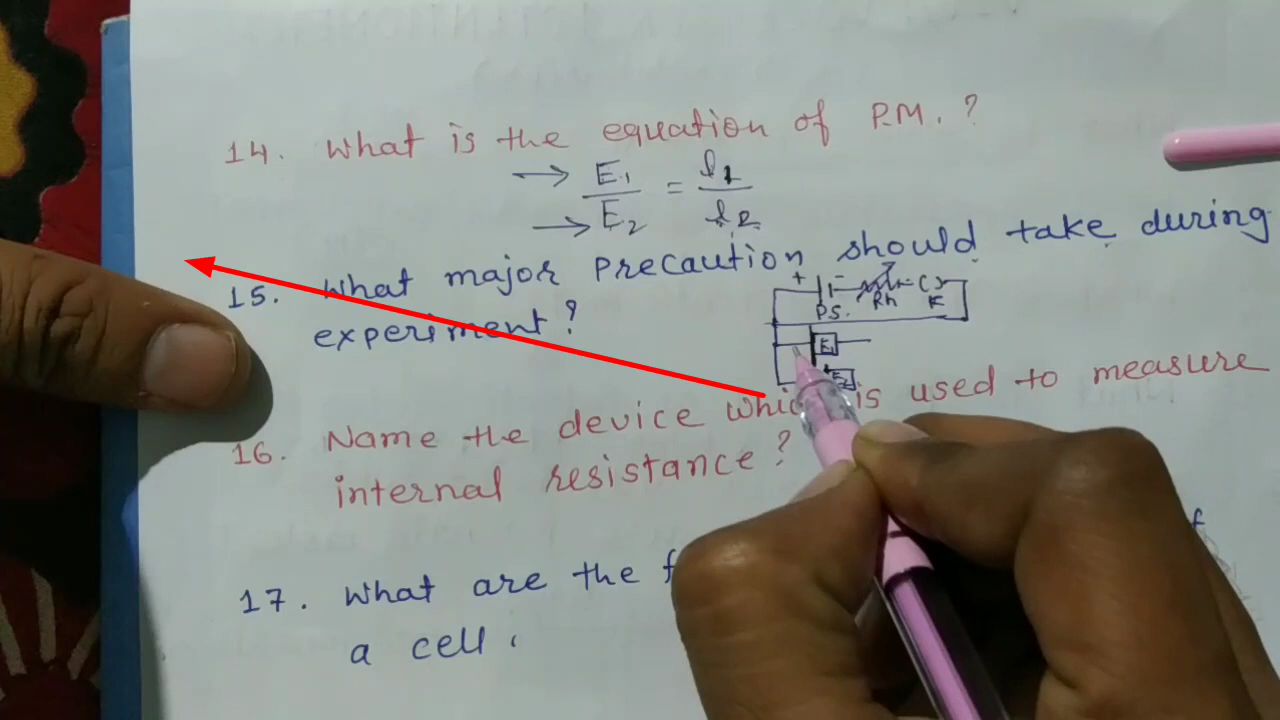 14. What is the equation of P.M. ?
→ E1/E2 = l1/l2
15. What major precaution should take during
experiment?
+ -
P.S. Rh K
E1
E2
16. Name the device which is used to measure
internal resistance?
17. What are the
a cell.